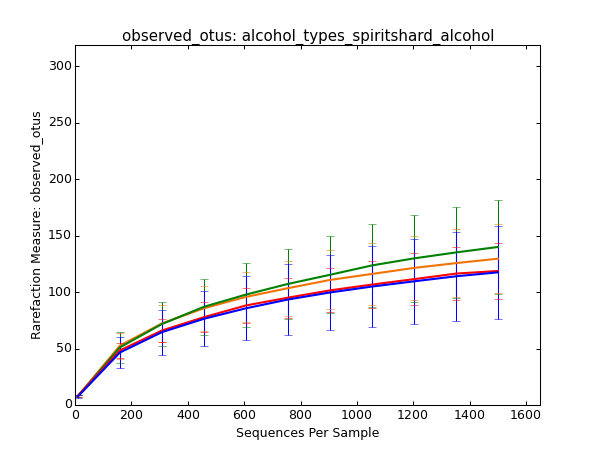 observed_otus: alcohol_types_spiritshard_alcohol
300
250
200
150
100
50
0
0 200 400 600 800 1000 1200 1400 1600
Rarefaction Measure: observed_otus
Sequences Per Sample